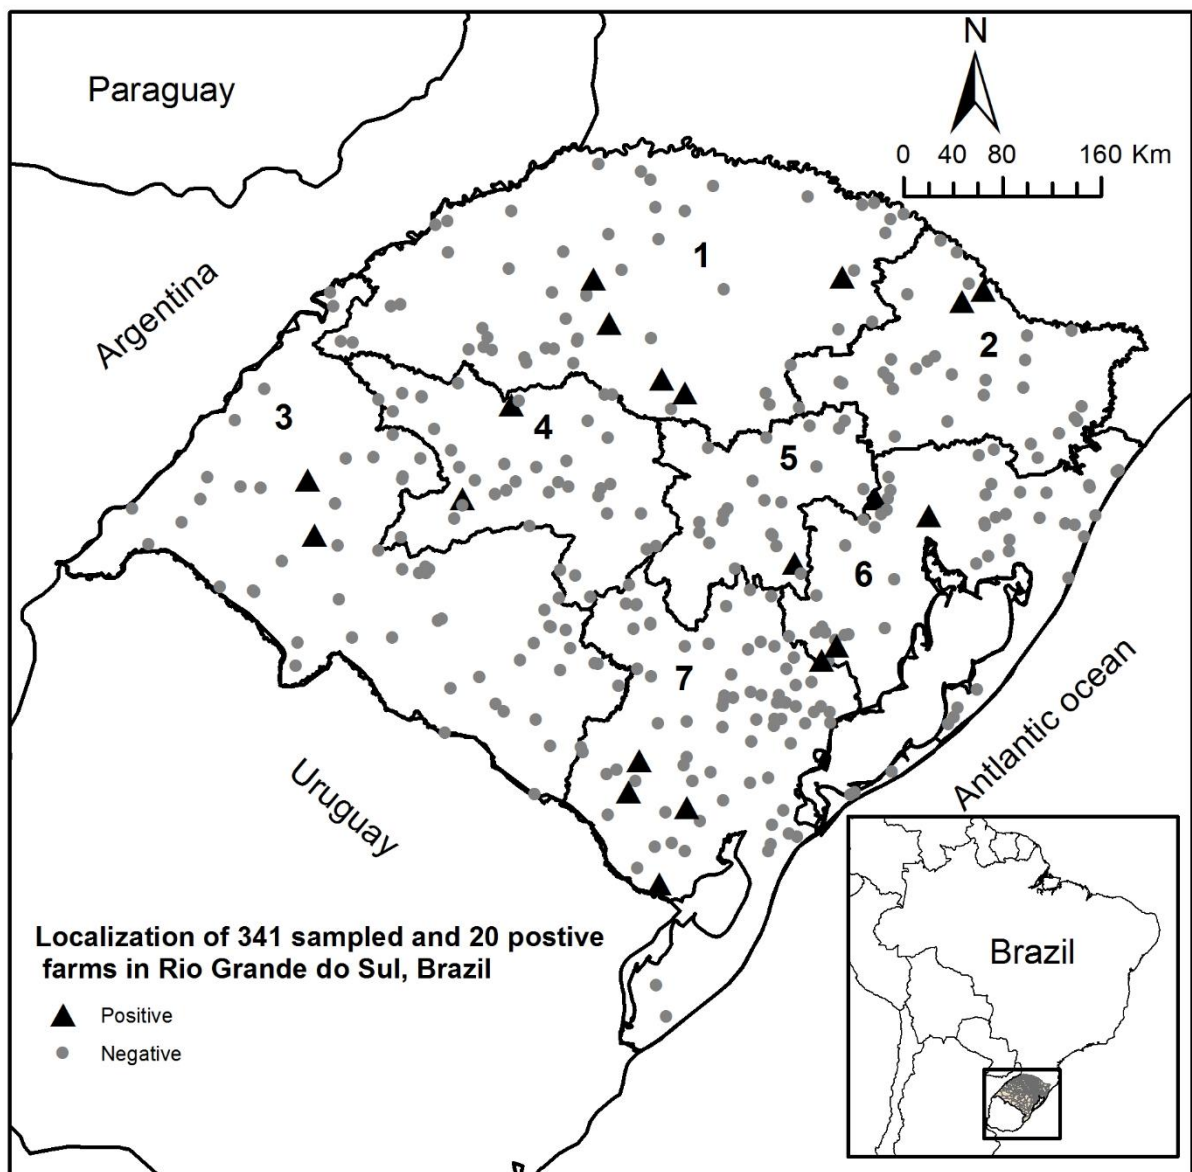 Paraguay
N
0 40 80 160 Km
Argentina
1
2
3
4
5
6
7
Uruguay
Antlantic ocean
Localization of 341 sampled and 20 postive
farms in Rio Grande do Sul, Brazil
Positive
Negative
Brazil